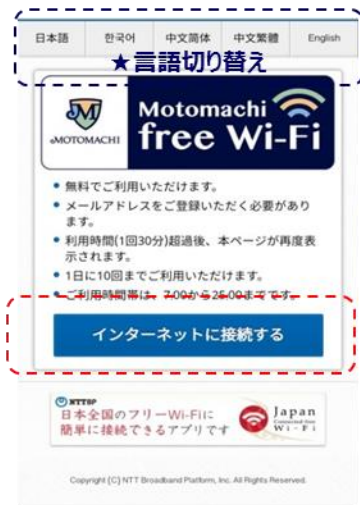 日本語 한국어 中文简体 中文繁體 English
★言語切り替え
MOTOMACHI
Motomachi
free Wi-Fi
無料でご利用いただけます。
メールアドレスをご登録いただく必要があり
ます。
利用時間(1回30分)超過後、本ページが再度表
示されます。
1日に10回までご利用いただけます。
ご利用時間帯は、7:00から25:00までです。
インターネットに接続する
NTTBP
日本全国のフリーWi-Fiに
簡単に接続できるアプリです
Japan
Connected-free
Wi-Fi
Copyright (C) NTT Broadband Platform, Inc. All Rights Reserved.